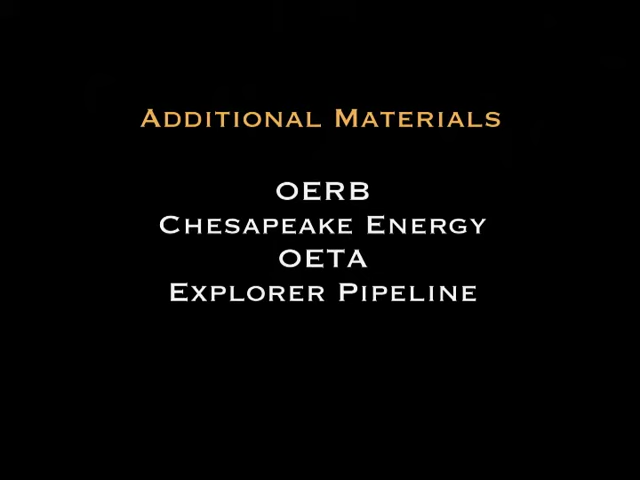 Additional Materials
OERB
Chesapeake Energy
OETA
Explorer Pipeline